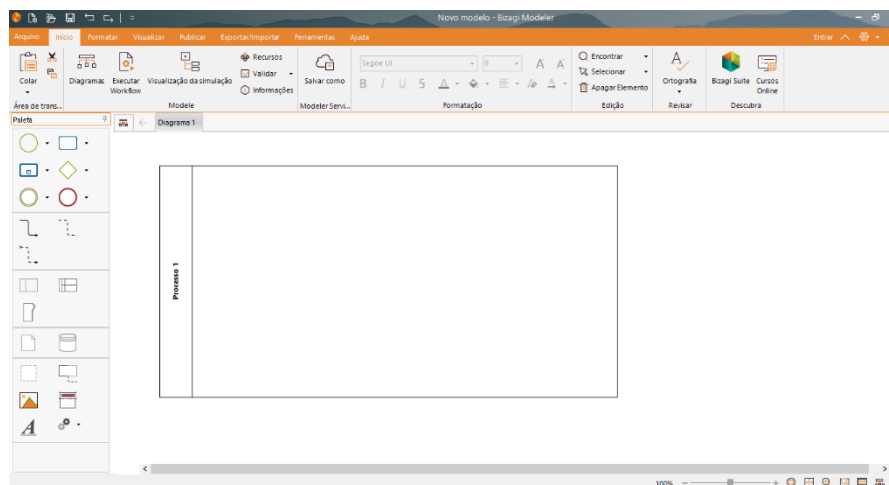 Novo modelo - Bizagi Modeler
Arquivo Início Formatar Visualizar Publicar Exportar/Importar Ferramentas Ajuda Entrar
Colar
Diagramas
Executar Workflow
Visualização da simulação
Recursos
Validar
Informações
Salvar como
Segoe UI 8
B I U S A
Encontrar
Selecionar
Apagar Elemento
Ortografia
Bizagi Suite
Cursos Online
Área de trans... Modele Modeler Servi... Formatação Edição Revisar Descubra
Paleta
Diagrama 1
Processo 1
A
100%